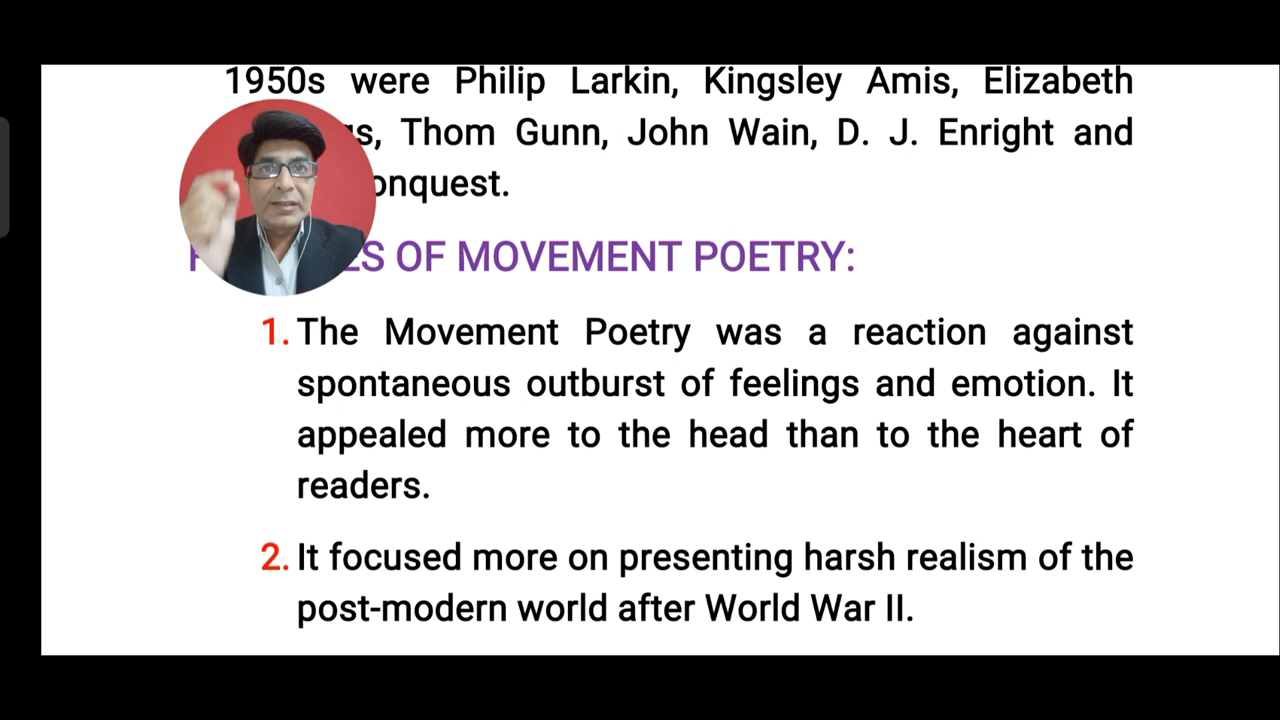 1950s were Philip Larkin, Kingsley Amis, Elizabeth
Thom Gunn, John Wain, D. J. Enright and
OF MOVEMENT POETRY:
1. The Movement Poetry was a reaction against
spontaneous outburst of feelings and emotion. It
appealed more to the head than to the heart of
readers.
2. It focused more on presenting harsh realism of the
post-modern world after World War II.